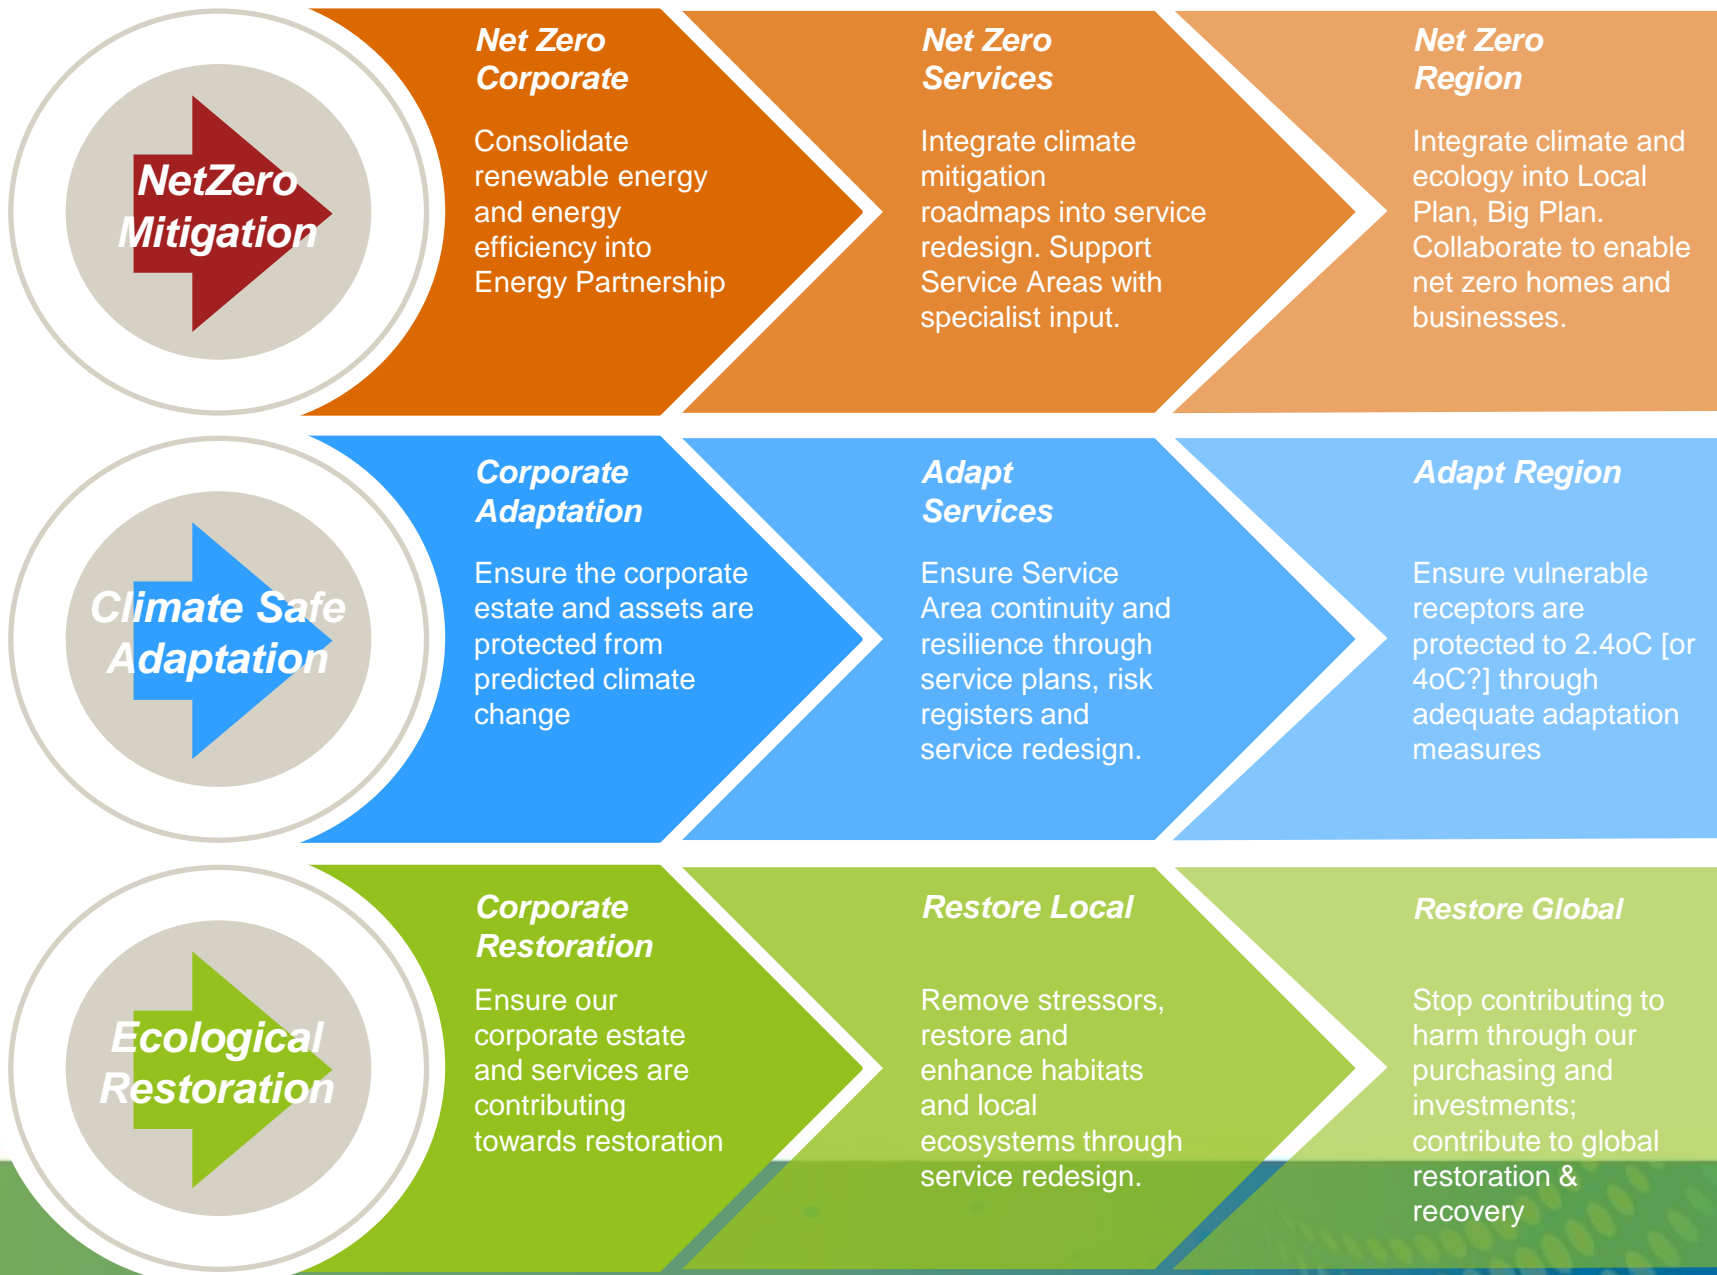 NetZero
Mitigation
Net Zero
Corporate
Consolidate
renewable energy
and energy
efficiency into
Energy Partnership
Net Zero
Services
Integrate climate
mitigation
roadmaps into service
redesign. Support
Service Areas with
specialist input.
Net Zero
Region
Integrate climate and
ecology into Local
Plan, Big Plan.
Collaborate to enable
net zero homes and
businesses.
Climate Safe
Adaptation
Corporate
Adaptation
Ensure the corporate
estate and assets are
protected from
predicted climate
change
Adapt
Services
Ensure Service
Area continuity and
resilience through
service plans, risk
registers and
service redesign.
Adapt Region
Ensure vulnerable
receptors are
protected to 2.4oC [or
4oC?] through
adequate adaptation
measures
Ecological
Restoration
Corporate
Restoration
Ensure our
corporate estate
and services are
contributing
towards restoration
Restore Local
Remove stressors,
restore and
enhance habitats
and local
ecosystems through
service redesign.
Restore Global
Stop contributing to
harm through our
purchasing and
investments;
contribute to global
restoration &
recovery